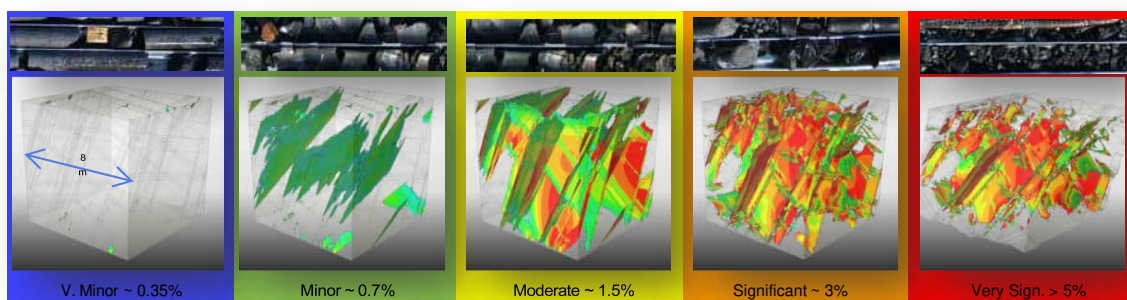 8
m
V. Minor ~ 0.35%
Minor ~ 0.7%
Moderate ~ 1.5%
Significant ~ 3%
Very Sign. > 5%